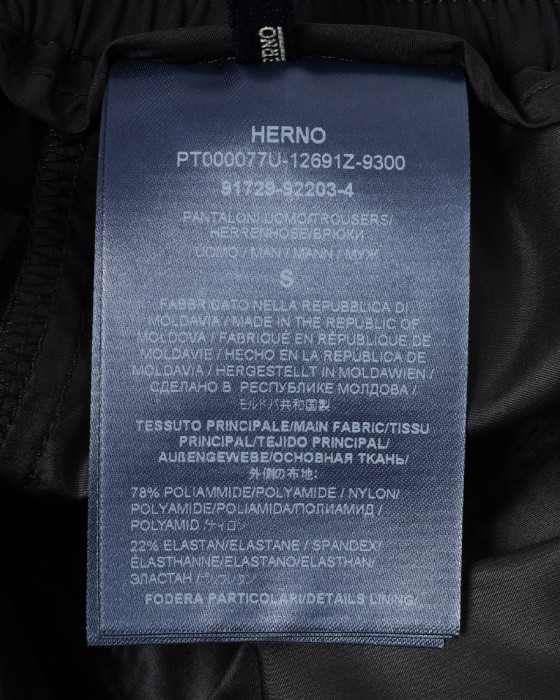 HERNO
HERNO
PT000077U-12691Z-9300
91729-92203-4
PANTALONI UOMO/TROUSERS/
HERRENHOSE/БРЮКИ
UOMO / MAN / MANN / МУЖ
S
FABBRICATO NELLA REPUBBLICA DI
MOLDAVIA / MADE IN THE REPUBLIC OF
MOLDOVA / FABRIQUÉ EN RÉPUBLIQUE
DE MOLDAVIE / HECHO EN LA REPÚBLICA DE
MOLDAVIA / HERGESTELLT IN MOLDAWIEN /
СДЕЛАНО В РЕСПУБЛИКЕ МОЛДОВА /
モルドバ共和国製
TESSUTO PRINCIPALE/MAIN FABRIC/TISSU
PRINCIPAL/TEJIDO PRINCIPAL/
AUßENGEWEBE/ОСНОВНАЯ ТКАНЬ/
外側の布地:
78% POLIAMMIDE/POLYAMIDE / NYLON/
POLYAMIDE/POLIAMIDA/ПОЛИАМИД /
POLYAMID /ナイロン
22% ELASTAN/ELASTANE / SPANDEX/
ÉLASTHANNE/ELASTANO/ELASTHAN/
ЭЛАСТАН /ポリウレタン
FODERA PARTICOLARI/DETAILS LINING/